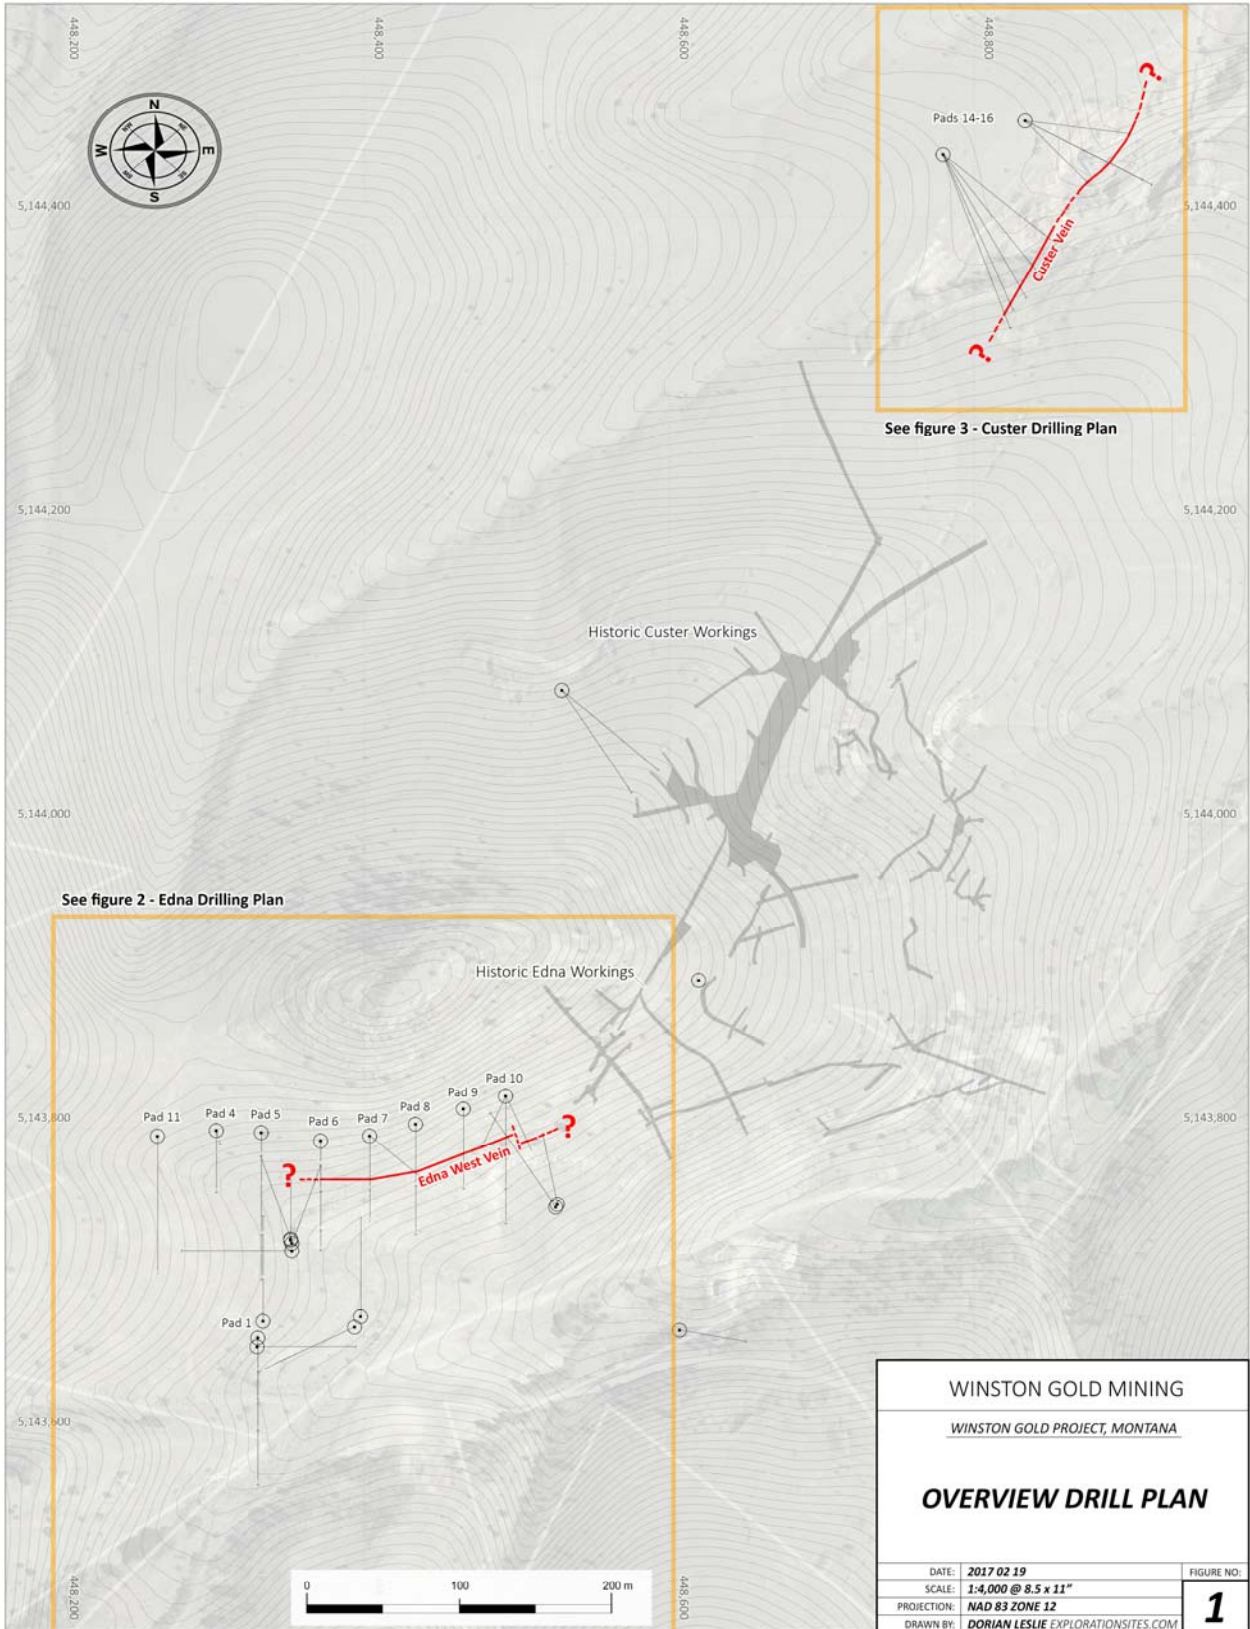 448,200
448,400
448,600
448,800
?
N
NW
NE
W
E
SE
S
Pads 14-16
5,144,400
5,144,400
Custer Vein
?
See figure 3 - Custer Drilling Plan
5,144,200
5,144,200
Historic Custer Workings
5,144,000
5,144,000
See figure 2 - Edna Drilling Plan
Historic Edna Workings
Pad 10
Pad 9
Pad 8
Pad 7
Pad 6
Pad 5
Pad 4
Pad 11
5,143,800
5,143,800
?
Edna West Vein
?
Pad 1
5,143,600
448,200
448,600
0 100 200 m
WINSTON GOLD MINING
WINSTON GOLD PROJECT, MONTANA
OVERVIEW DRILL PLAN
DATE: 2017 02 19
SCALE: 1:4,000 @ 8.5 x 11"
PROJECTION: NAD 83 ZONE 12
DRAWN BY: DORIAN LESLIE EXPLORATIONSITES.COM
FIGURE NO:
1